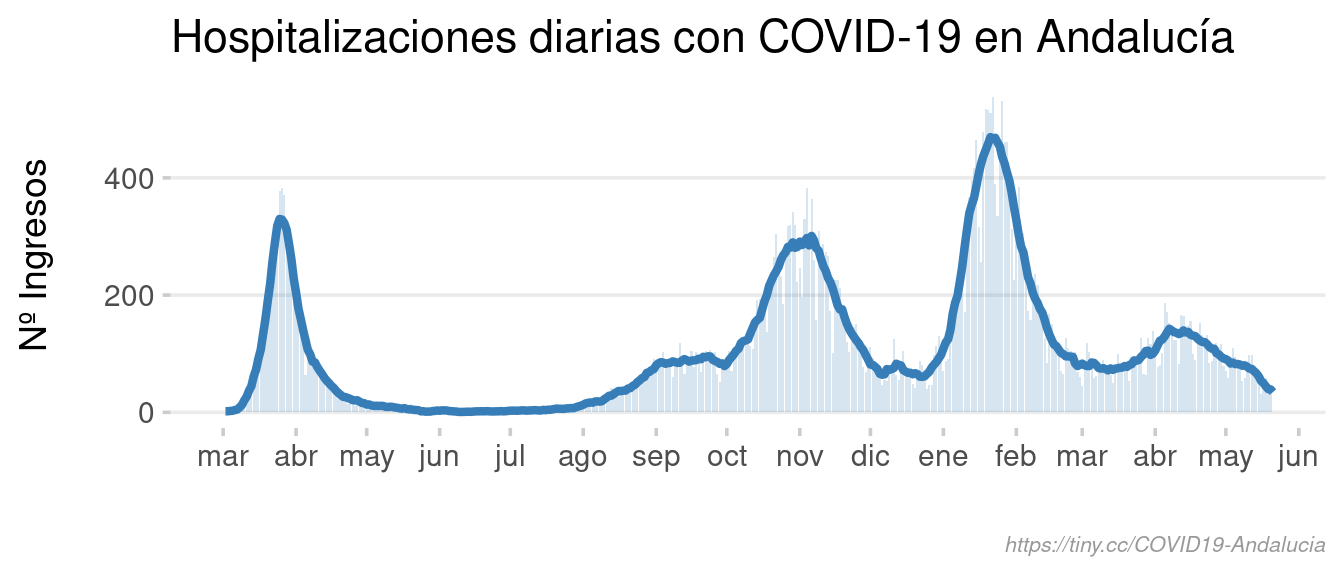 Hospitalizaciones diarias con COVID-19 en Andalucía
Nº Ingresos
400
200
0
mar abr may jun jul ago sep oct nov dic ene feb mar abr may jun
https://tiny.cc/COVID19-Andalucia